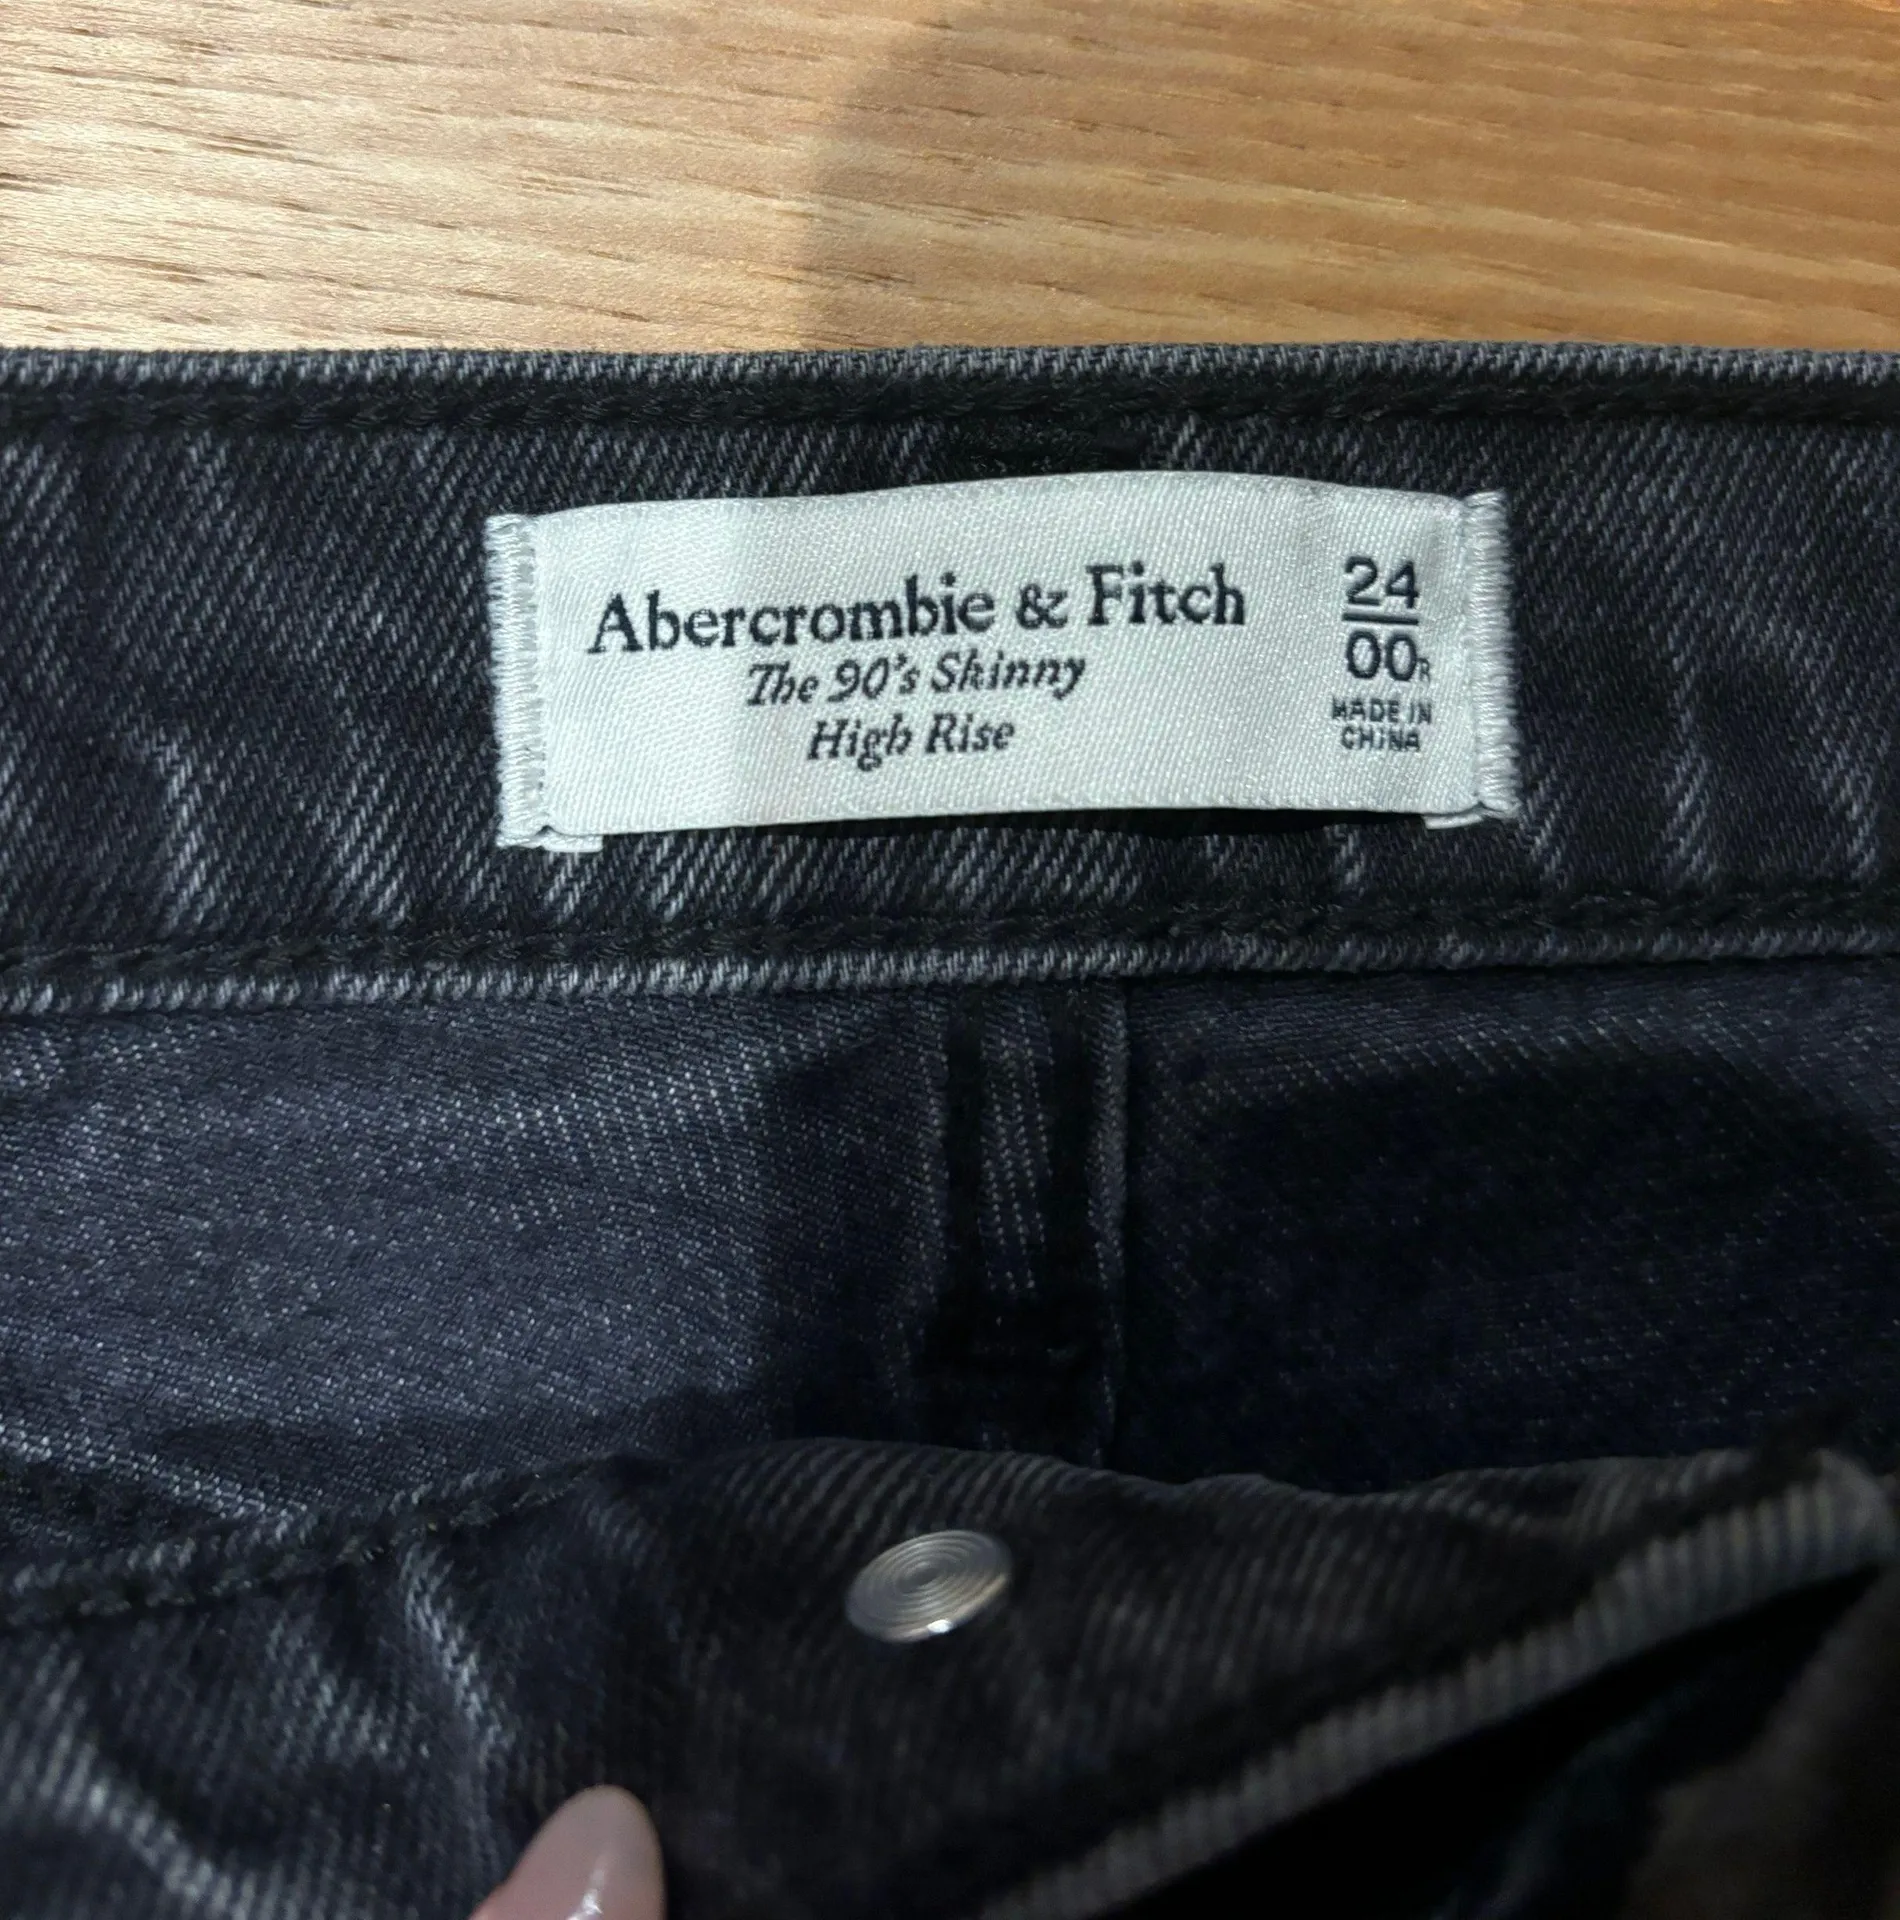 Abercrombie & Fitch
The 90's Skinny
High Rise
24
00R
MADE IN
CHINA